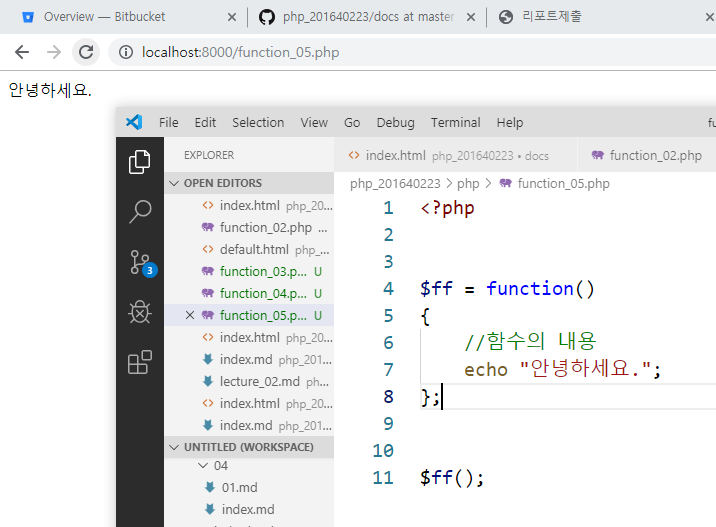 Overview — Bitbucket
php_201640223/docs at master
리포트제출
localhost:8000/function_05.php
안녕하세요.
File Edit Selection View Go Debug Terminal Help
EXPLORER
index.html php_201640223 • docs
function_02.php
OPEN EDITORS
php_201640223 > php > function_05.php
index.html php_20...
function_02.php ...
default.html php_...
function_03.p... U
function_04.p... U
function_05.p... U
index.html php_20...
index.md php_201...
lecture_02.md php...
index.html php_20...
index.md php_201...
UNTITLED (WORKSPACE)
04
01.md
index.md
3
1 <?php
2
3
4 $ff = function()
5 {
6 //함수의 내용
7 echo "안녕하세요.";
8 };
9
10
11 $ff();